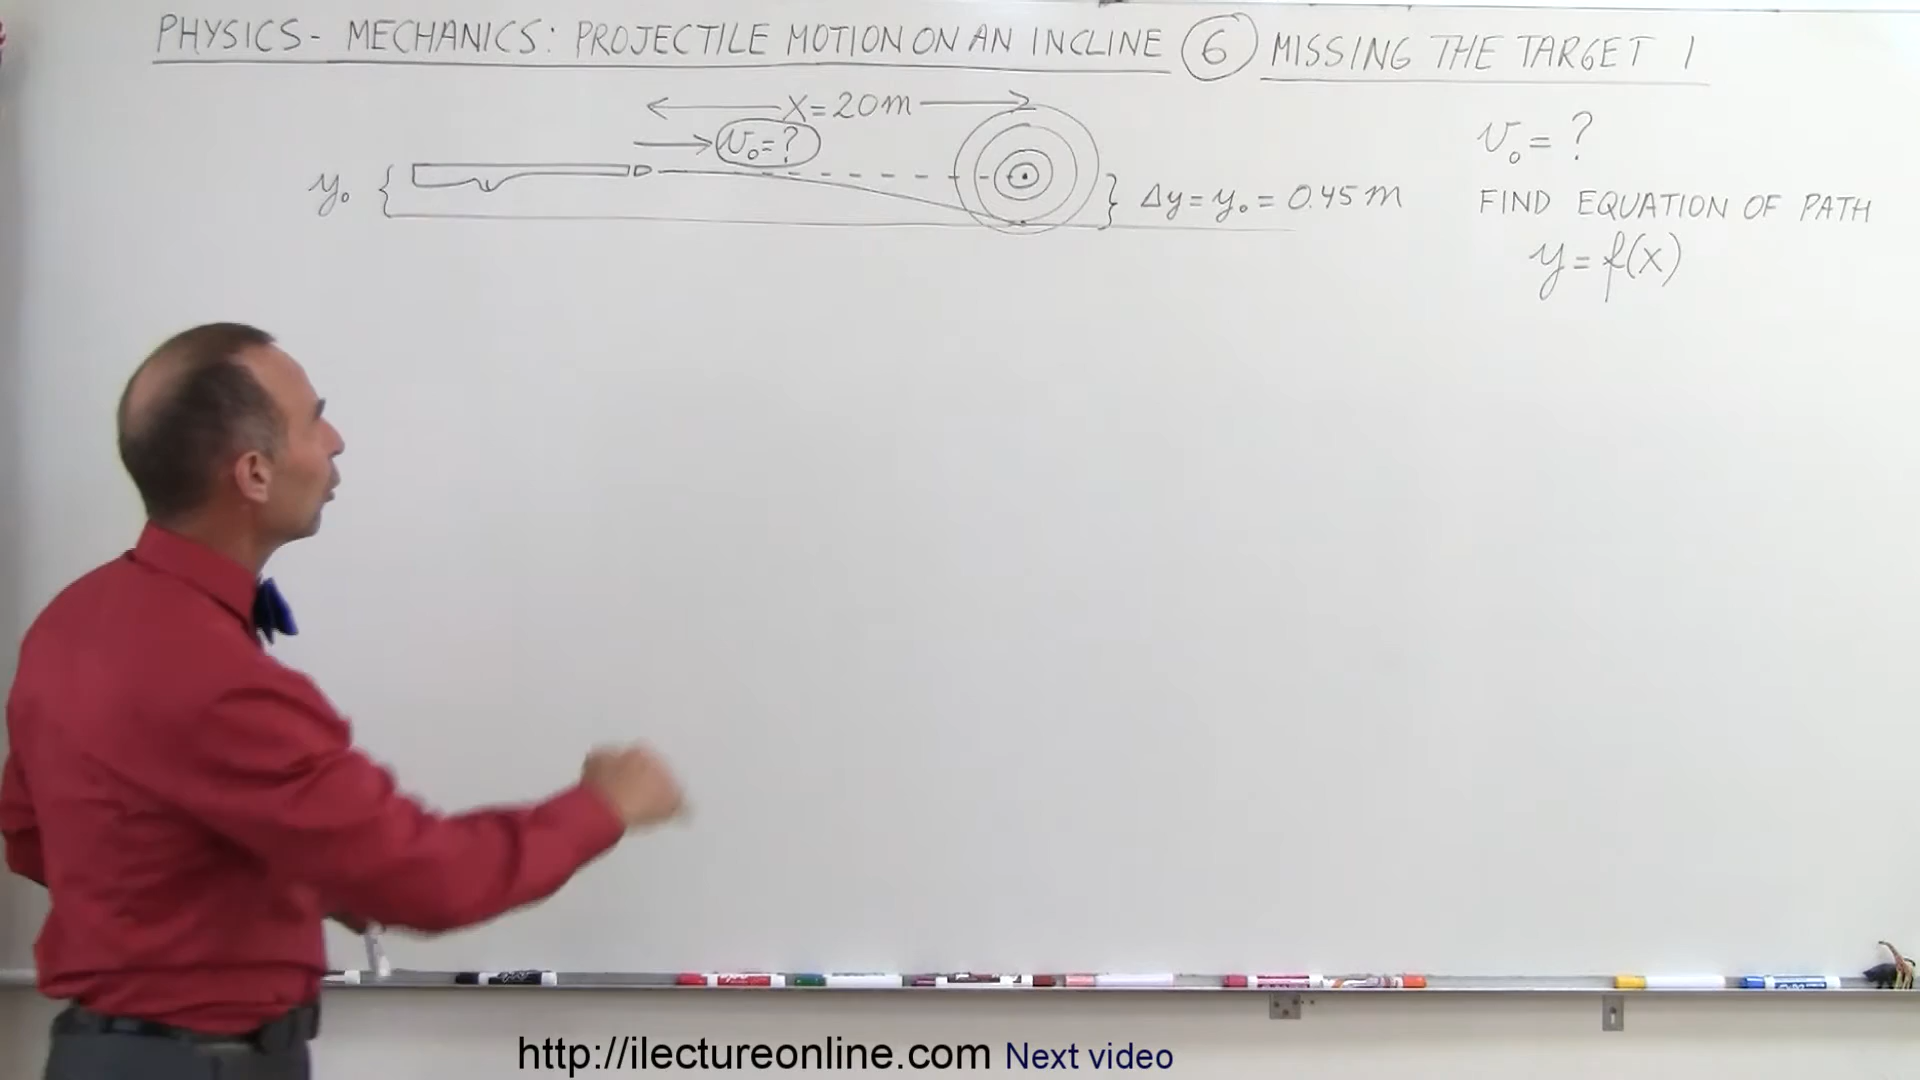 PHYSICS - MECHANICS: PROJECTILE MOTION ON AN INCLINE 6 MISSING THE TARGET 1
X=20m
v₀=?
y₀
Δy=y₀=0.45m
v₀=?
FIND EQUATION OF PATH
y=f(x)
http://ilectureonline.com Next video